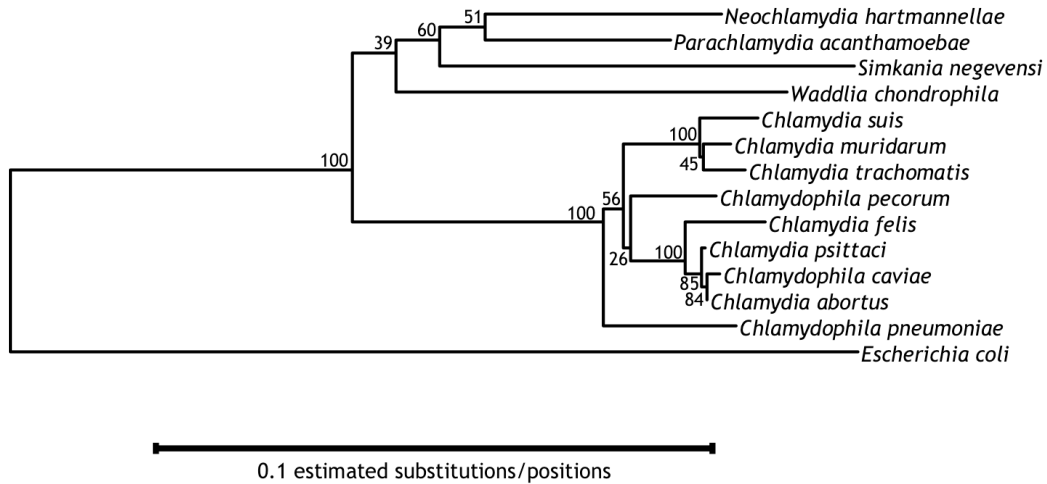 51 Neochlamydia hartmannellae
60
39 Parachlamydia acanthamoebae
Simkania negevensi
Waddlia chondrophila
Chlamydia suis
100 Chlamydia muridarum
45
100 Chlamydia trachomatis
56 Chlamydophila pecorum
100
Chlamydia felis
26 100 Chlamydia psittaci
85 Chlamydophila caviae
84 Chlamydia abortus
Chlamydophila pneumoniae
Escherichia coli
0.1 estimated substitutions/positions